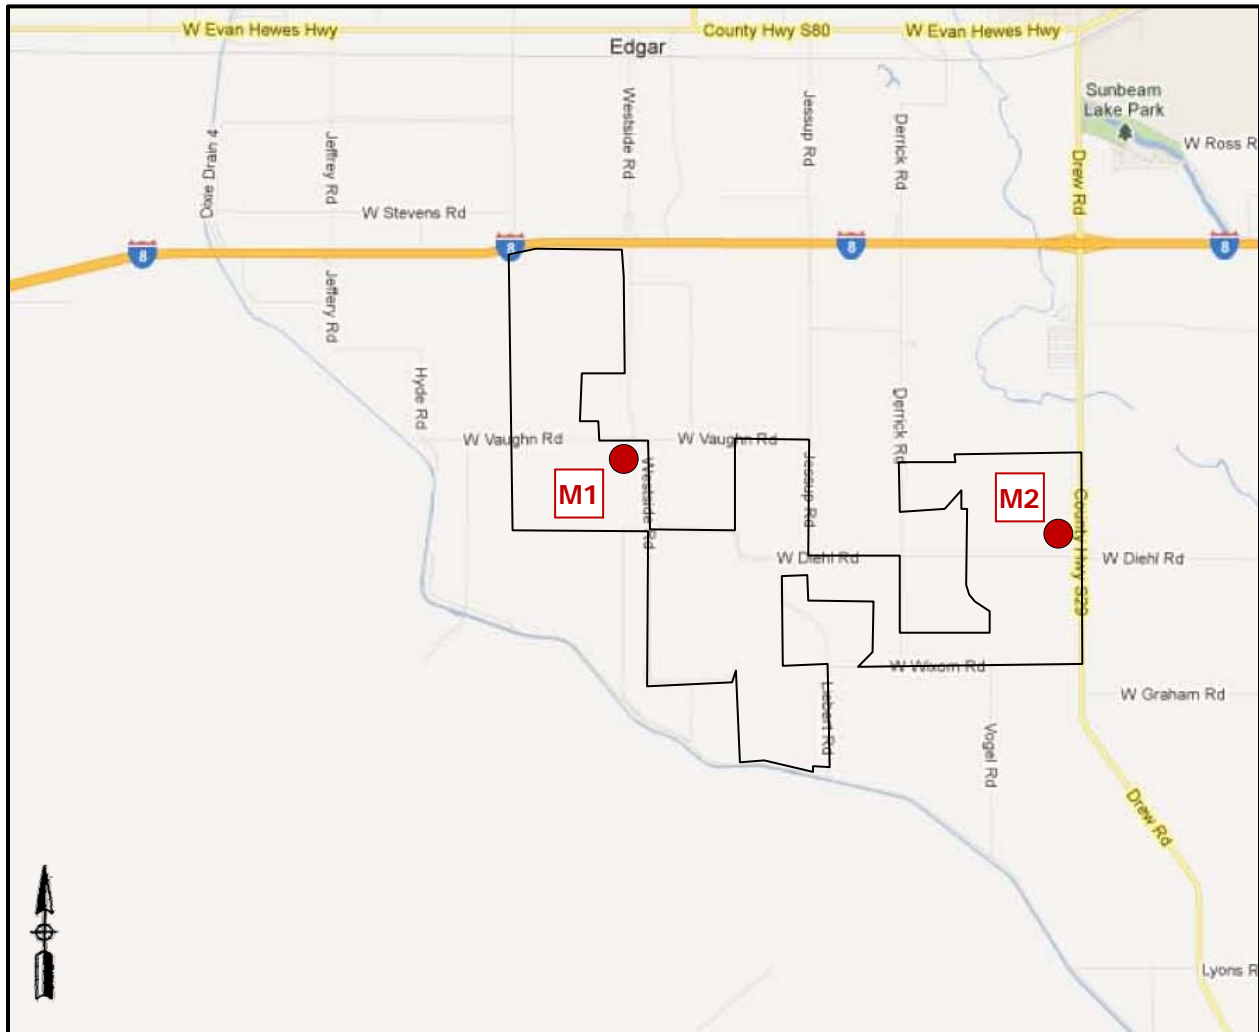 W Evan Hewes Hwy
County Hwy S80
W Evan Hewes Hwy
Edgar
Sunbeam
Lake Park
Westside Rd
Jessup Rd
Derrick Rd
Dixie Drain 4
Jeffrey Rd
Drew Rd
W Ross R
W Stevens Rd
8
8
8
8
Jeffery Rd
Hyde Rd
Derrick Rd
W Vaughn Rd
W Vaughn Rd
Westside Rd
Jessup Rd
M1
M2
County Hwy S29
W Diehl Rd
W Diehl Rd
W Wixom Rd
Liebert Rd
W Graham Rd
Vogel Rd
Drew Rd
Lyons R